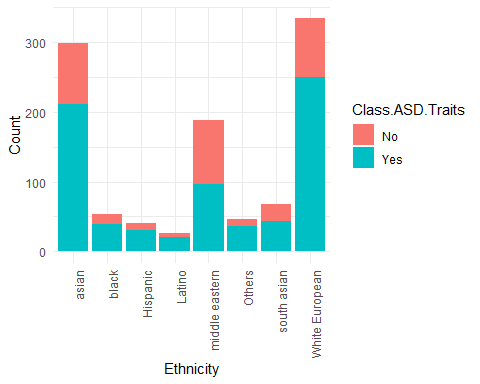 Count
300
200
100
0
asian
black
Hispanic
Latino
middle eastern
Others
south asian
White European
Ethnicity
Class.ASD.Traits
No
Yes